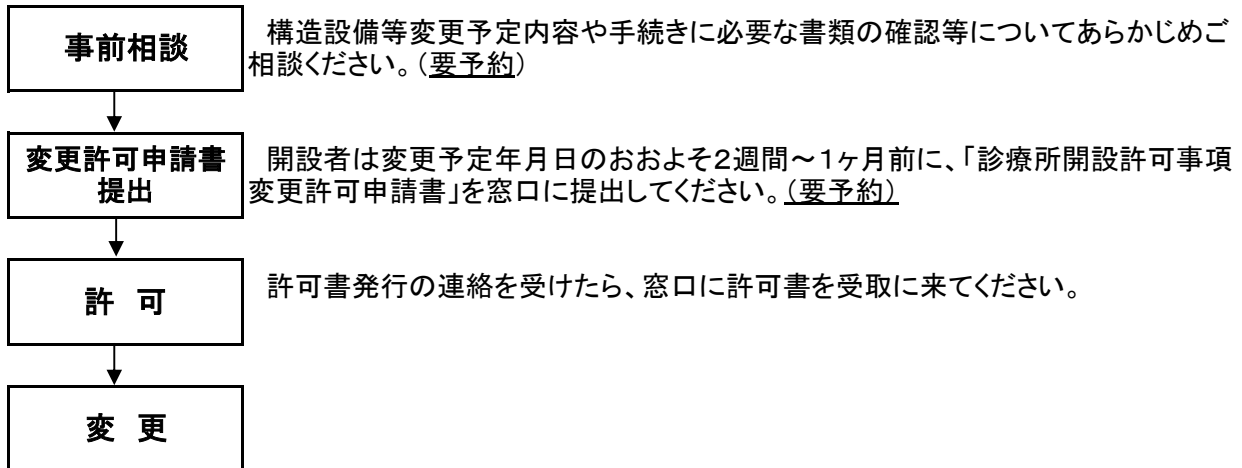 事前相談
構造設備等変更予定内容や手続きに必要な書類の確認等についてあらかじめご
相談ください。（要予約）
変更許可申請書
提出
開設者は変更予定年月日のおおよそ２週間～１ヶ月前に、「診療所開設許可事項
変更許可申請書」を窓口に提出してください。（要予約）
許　可
許可書発行の連絡を受けたら、窓口に許可書を受取に来てください。
変　更